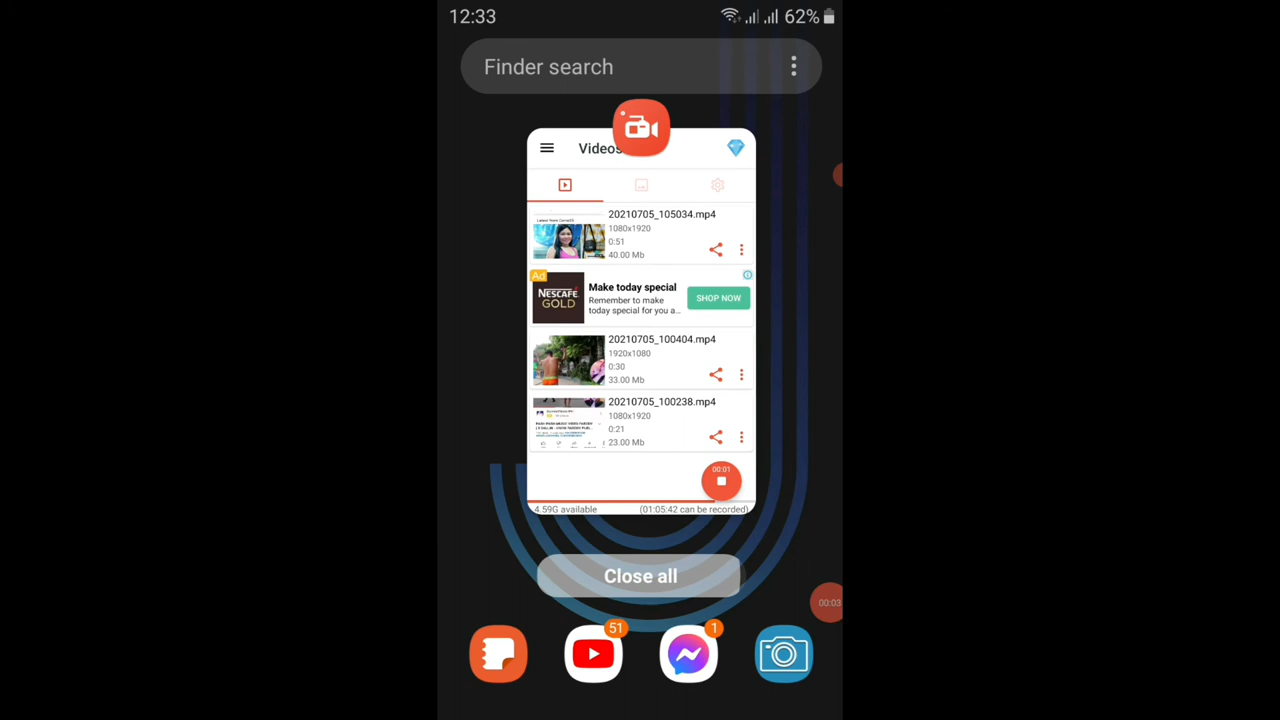 12:33
62%
Finder search
Videos
20210705_105034.mp4
1080x1920
0:51
40.00 Mb
Ad
NESCAFÉ
GOLD
Make today special
Remember to make
today special for you a...
SHOP NOW
20210705_100404.mp4
1920x1080
0:30
33.00 Mb
20210705_100238.mp4
1080x1920
0:21
23.00 Mb
00:01
4.59G available
(01:05:42 can be recorded)
Close all
00:03
51
1